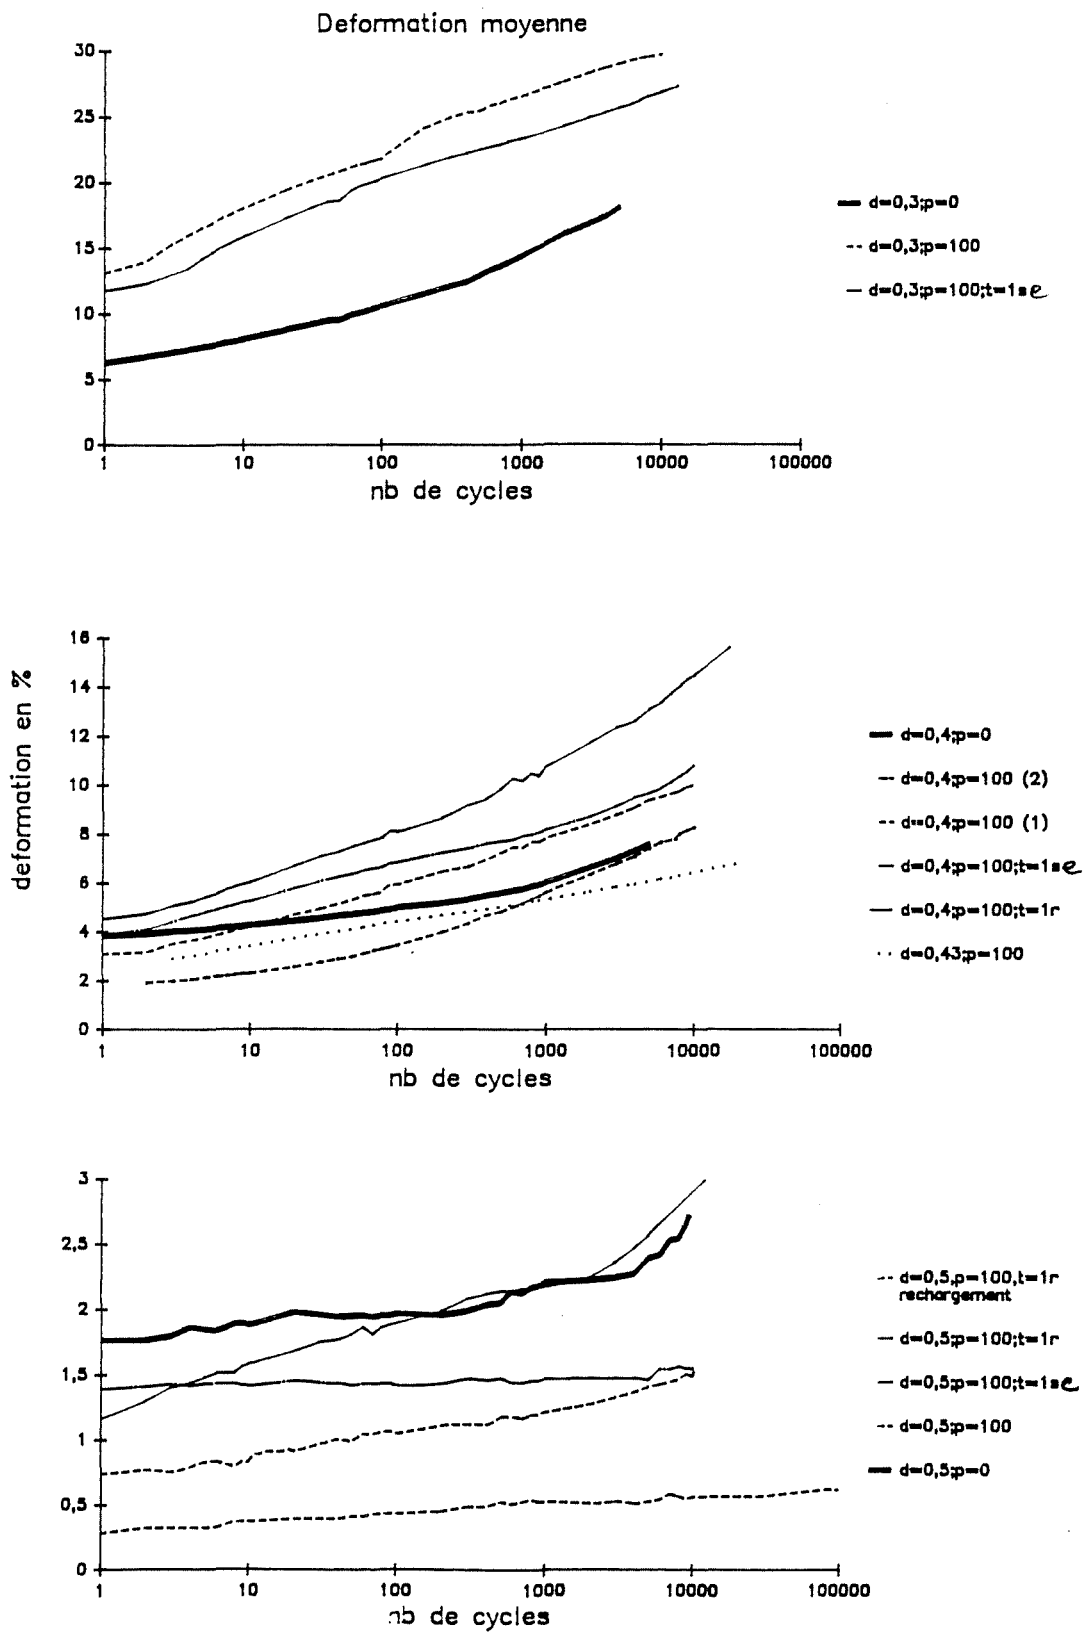 Deformation moyenne
30
25
20
15
10
5
0
1 10 100 1000 10000 100000
nb de cycles
d=0,3;p=0
d=0,3;p=100
d=0,3;p=100;t=1se
deformation en %
16
14
12
10
8
6
4
2
0
1 10 100 1000 10000 100000
nb de cycles
d=0,4;p=0
d=0,4;p=100 (2)
d=0,4;p=100 (1)
d=0,4;p=100;t=1se
d=0,4;p=100;t=1r
d=0,43;p=100
3
2,5
2
1,5
1
0,5
0
1 10 100 1000 10000 100000
nb de cycles
d=0,5,p=100,t=1r
rechargement
d=0,5;p=100;t=1r
d=0,5;p=100;t=1se
d=0,5;p=100
d=0,5;p=0